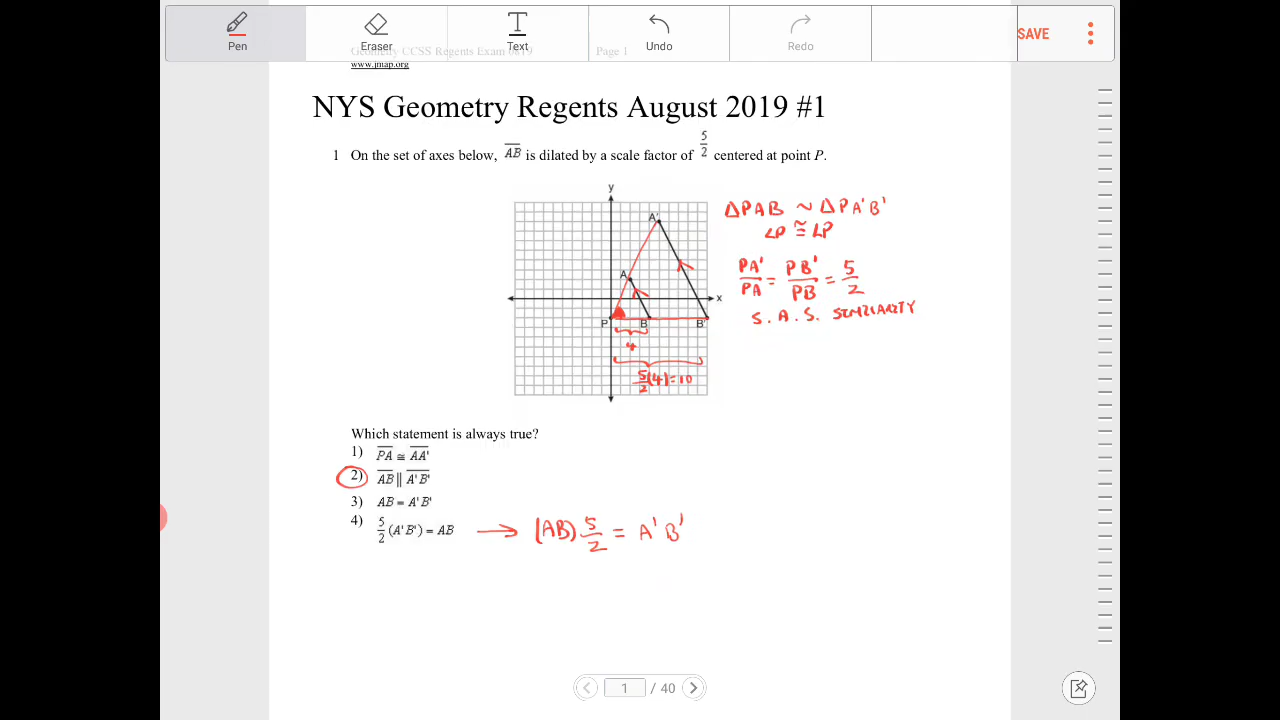 Pen Eraser Text Undo Redo SAVE
Geometry CCSS Regents Exam 0819 Page 1
www.jmap.org
NYS Geometry Regents August 2019 #1
1 On the set of axes below, AB is dilated by a scale factor of 5/2 centered at point P.
y
A'
A
x
P B B'
4
5/2(4)=10
ΔPAB ~ ΔPA'B'
∠P ≅ ∠P
PA'/PA = PB'/PB = 5/2
S.A.S. SIMILARITY
Which statement is always true?
1) PA ≅ AA'
2) AB || A'B'
3) AB = A'B'
4) 5/2(A'B') = AB → (AB)5/2 = A'B'
1 / 40